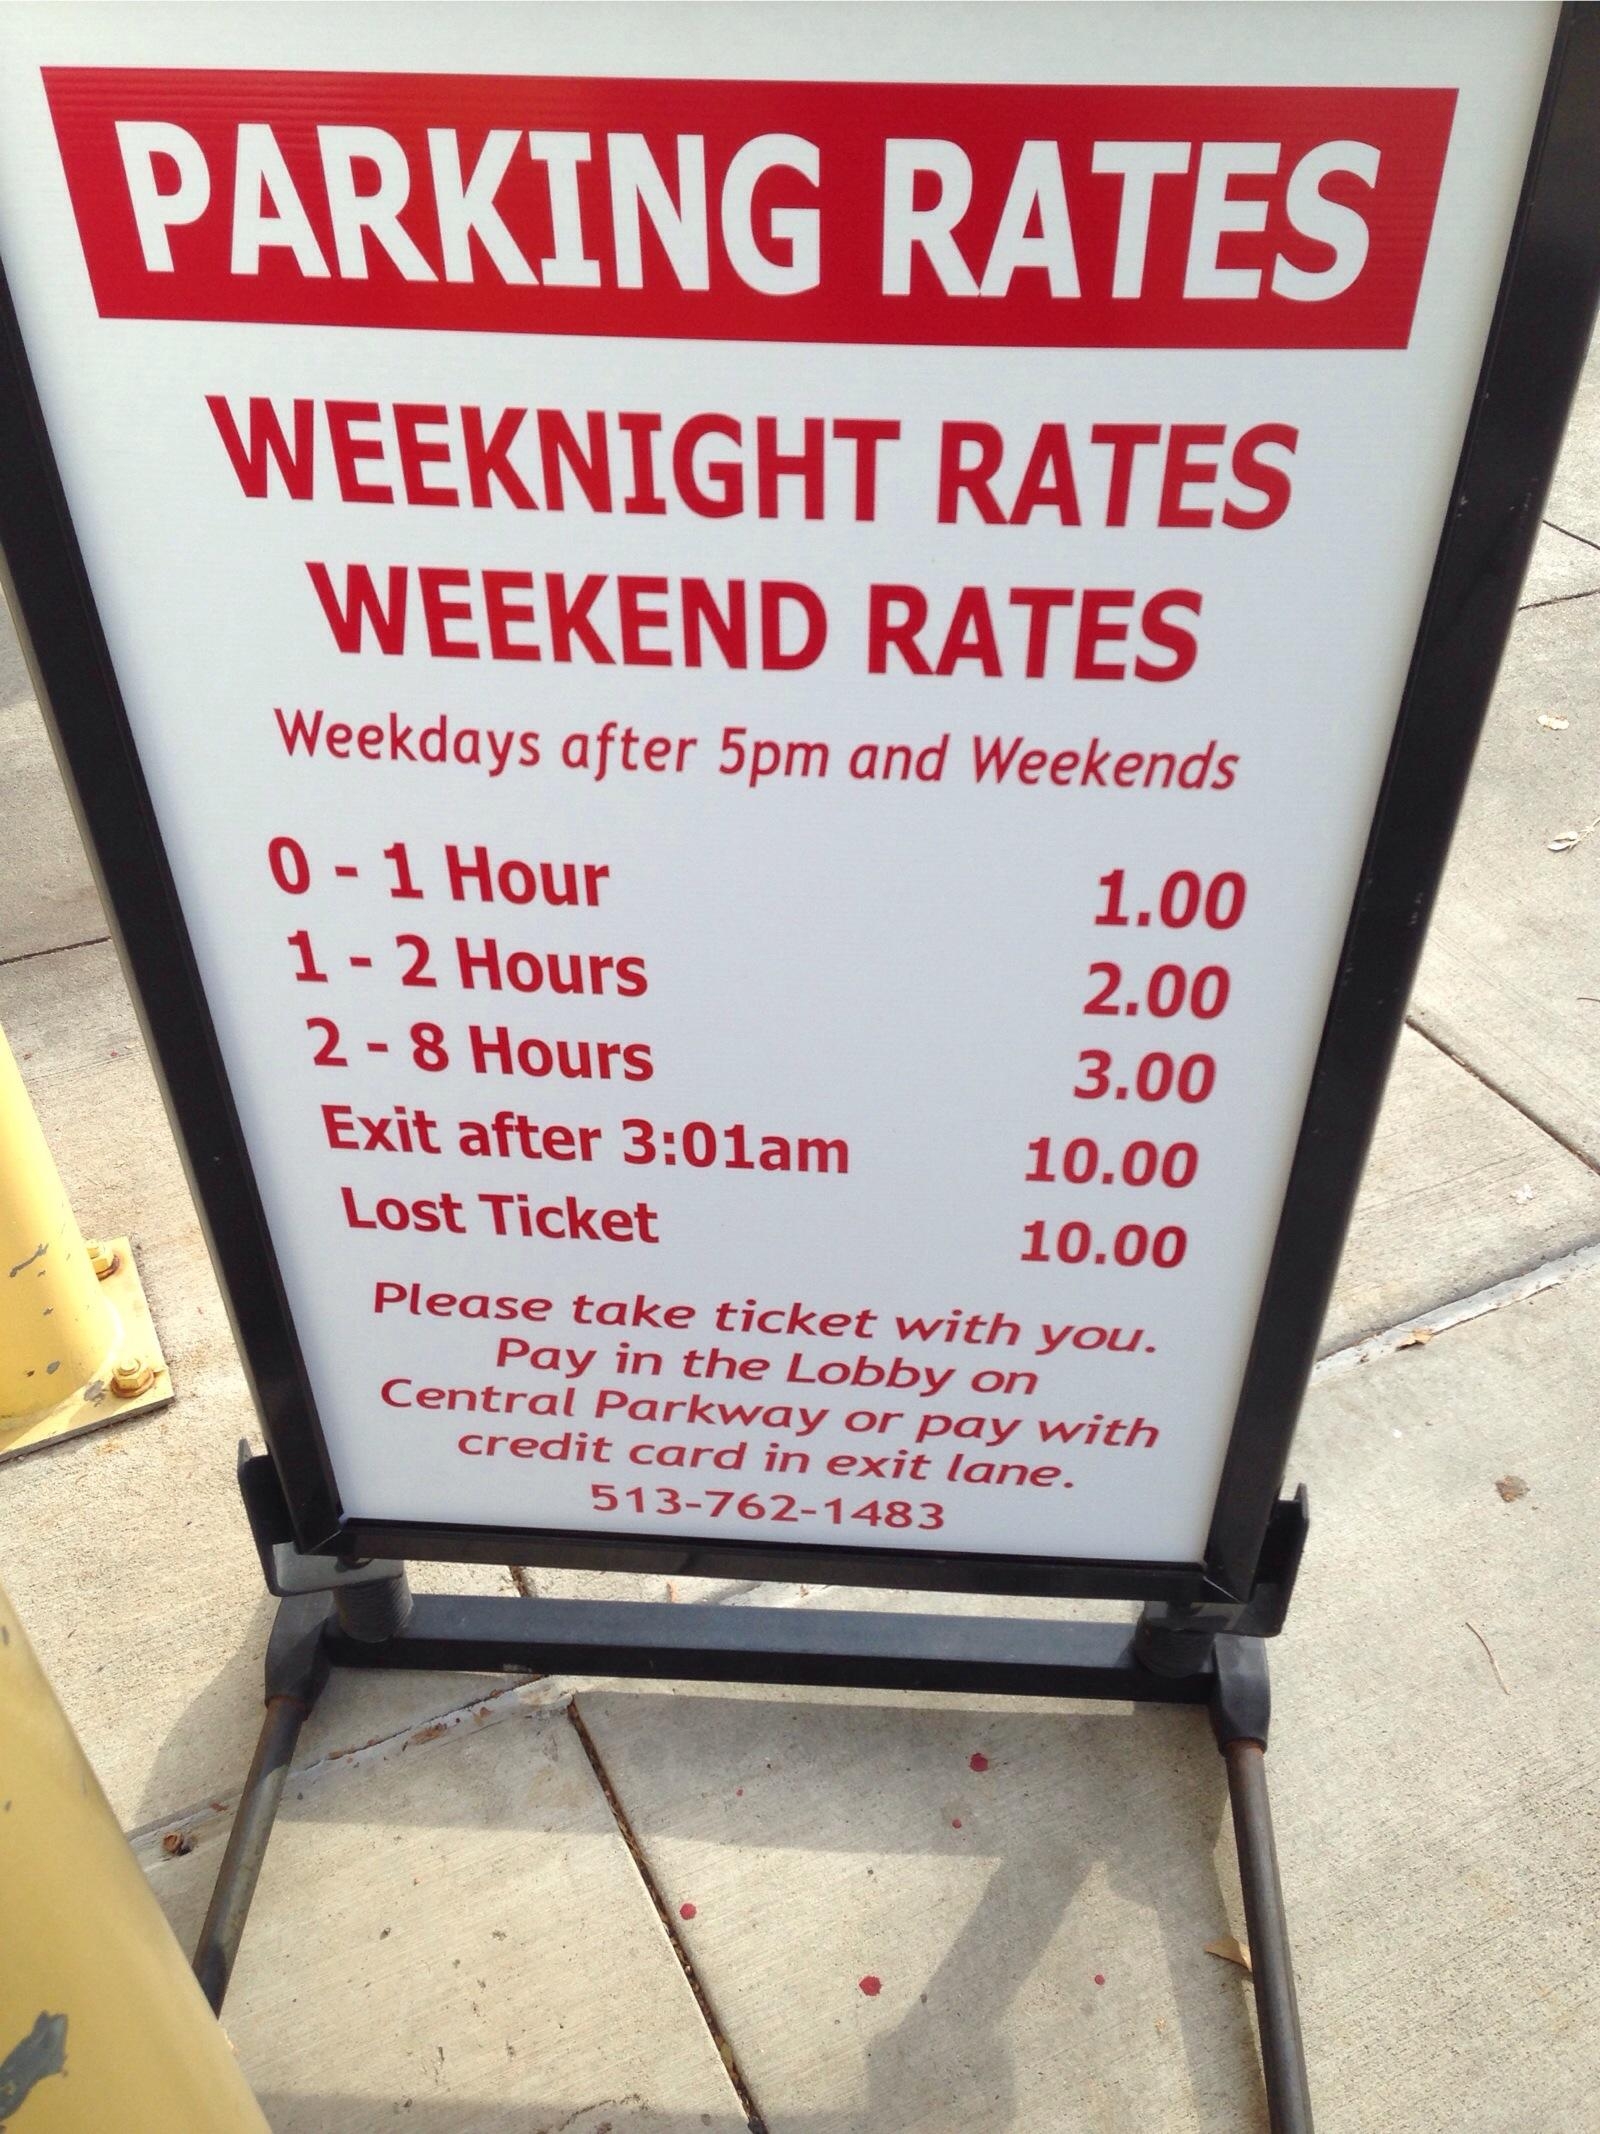 PARKING RATES
WEEKNIGHT RATES
WEEKEND RATES
Weekdays after 5pm and Weekends
0 - 1 Hour 1.00
1 - 2 Hours 2.00
2 - 8 Hours 3.00
Exit after 3:01am 10.00
Lost Ticket 10.00
Please take ticket with you.
Pay in the Lobby on
Central Parkway or pay with
credit card in exit lane.
513-762-1483